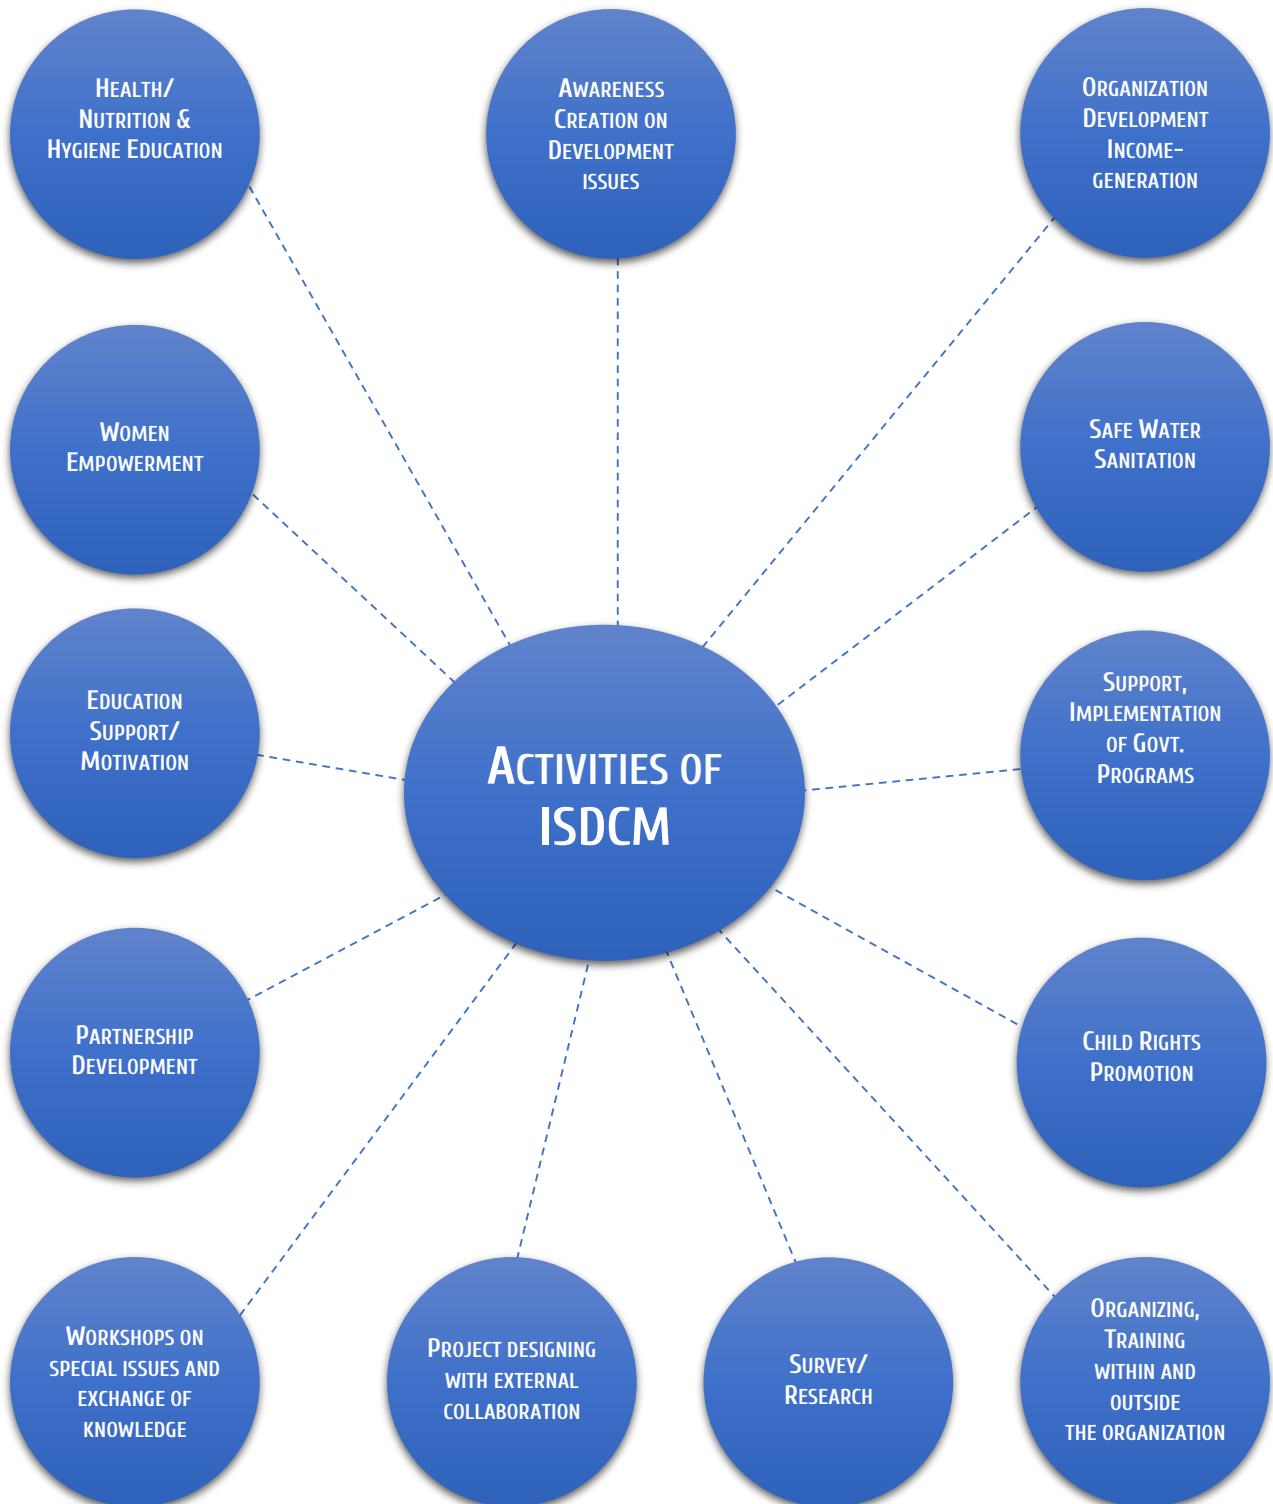 Health/
Nutrition &
Hygiene Education
Awareness
Creation on
Development
issues
Organization
Development
Income-
generation
Women
Empowerment
Safe Water
Sanitation
Education
Support/
Motivation
Support,
Implementation
of Govt.
Programs
Activities of
ISDCM
Partnership
Development
Child Rights
Promotion
Workshops on
special issues and
exchange of
knowledge
Project designing
with external
collaboration
Survey/
Research
Organizing,
Training
within and
outside
the organization